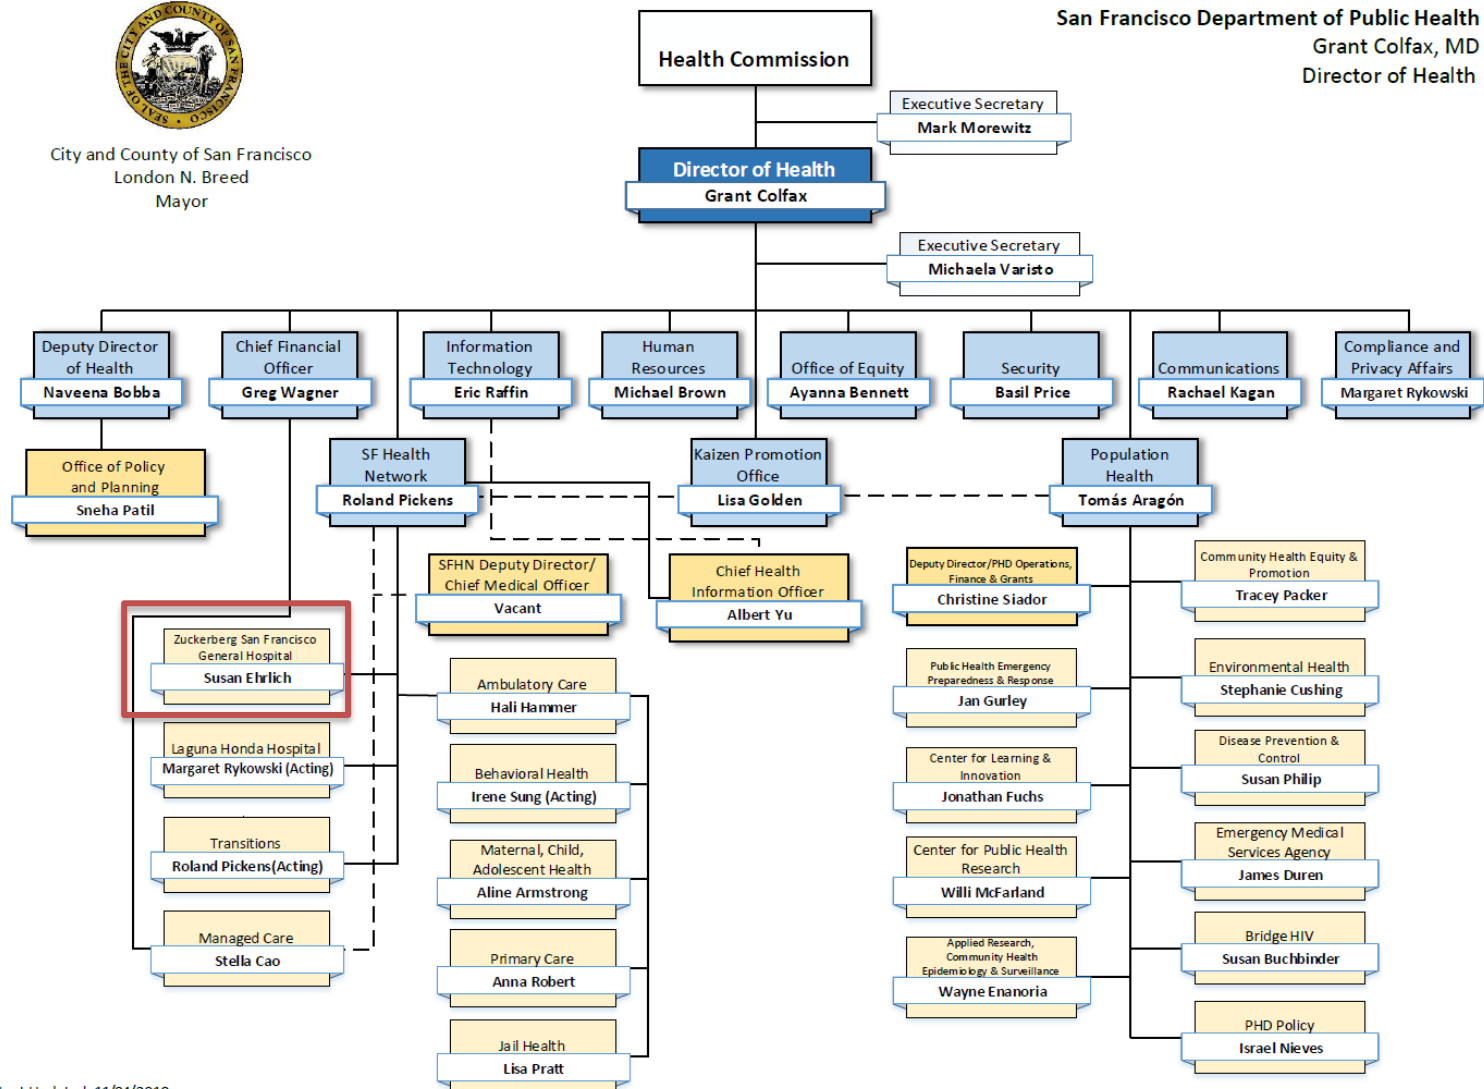 SEAL OF THE CITY AND COUNTY OF SAN FRANCISCO
City and County of San Francisco
London N. Breed
Mayor
San Francisco Department of Public Health
Grant Colfax, MD
Director of Health
Health Commission
Executive Secretary
Mark Morewitz
Director of Health
Grant Colfax
Executive Secretary
Michaela Varisto
Deputy Director
of Health
Naveena Bobba
Chief Financial
Officer
Greg Wagner
Information
Technology
Eric Raffin
Human
Resources
Michael Brown
Office of Equity
Ayanna Bennett
Security
Basil Price
Communications
Rachael Kagan
Compliance and
Privacy Affairs
Margaret Rykowski
Office of Policy
and Planning
Sneha Patil
SF Health
Network
Roland Pickens
Kaizen Promotion
Office
Lisa Golden
Population
Health
Tomás Aragón
SFHN Deputy Director/
Chief Medical Officer
Vacant
Chief Health
Information Officer
Albert Yu
Zuckerberg San Francisco
General Hospital
Susan Ehrlich
Laguna Honda Hospital
Margaret Rykowski (Acting)
Transitions
Roland Pickens(Acting)
Managed Care
Stella Cao
Ambulatory Care
Hali Hammer
Behavioral Health
Irene Sung (Acting)
Maternal, Child,
Adolescent Health
Aline Armstrong
Primary Care
Anna Robert
Jail Health
Lisa Pratt
Deputy Director/PHD Operations,
Finance & Grants
Christine Siador
Public Health Emergency
Preparedness & Response
Jan Gurley
Center for Learning &
Innovation
Jonathan Fuchs
Center for Public Health
Research
Willi McFarland
Applied Research,
Community Health
Epidemiology & Surveillance
Wayne Enanoria
Community Health Equity &
Promotion
Tracey Packer
Environmental Health
Stephanie Cushing
Disease Prevention &
Control
Susan Philip
Emergency Medical
Services Agency
James Duren
Bridge HIV
Susan Buchbinder
PHD Policy
Israel Nieves